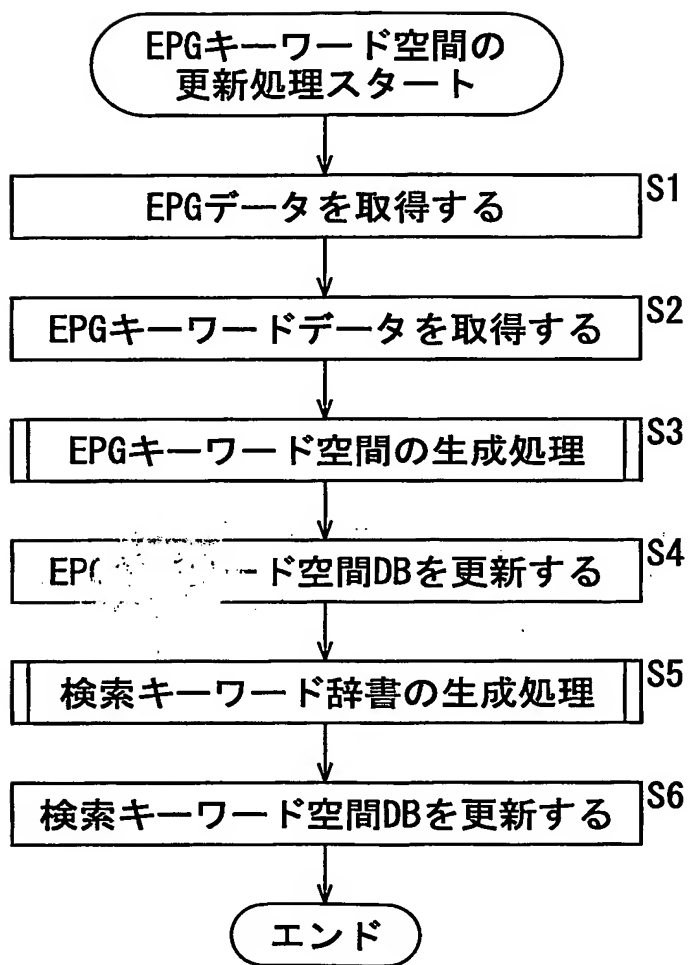 EPGキーワード空間の
更新処理スタート
EPGデータを取得する
S1
EPGキーワードデータを取得する
S2
EPGキーワード空間の生成処理
S3
ード空間DBを更新する
S4
検索キーワード辞書の生成処理
S5
検索キーワード空間DBを更新する
S6
エンド